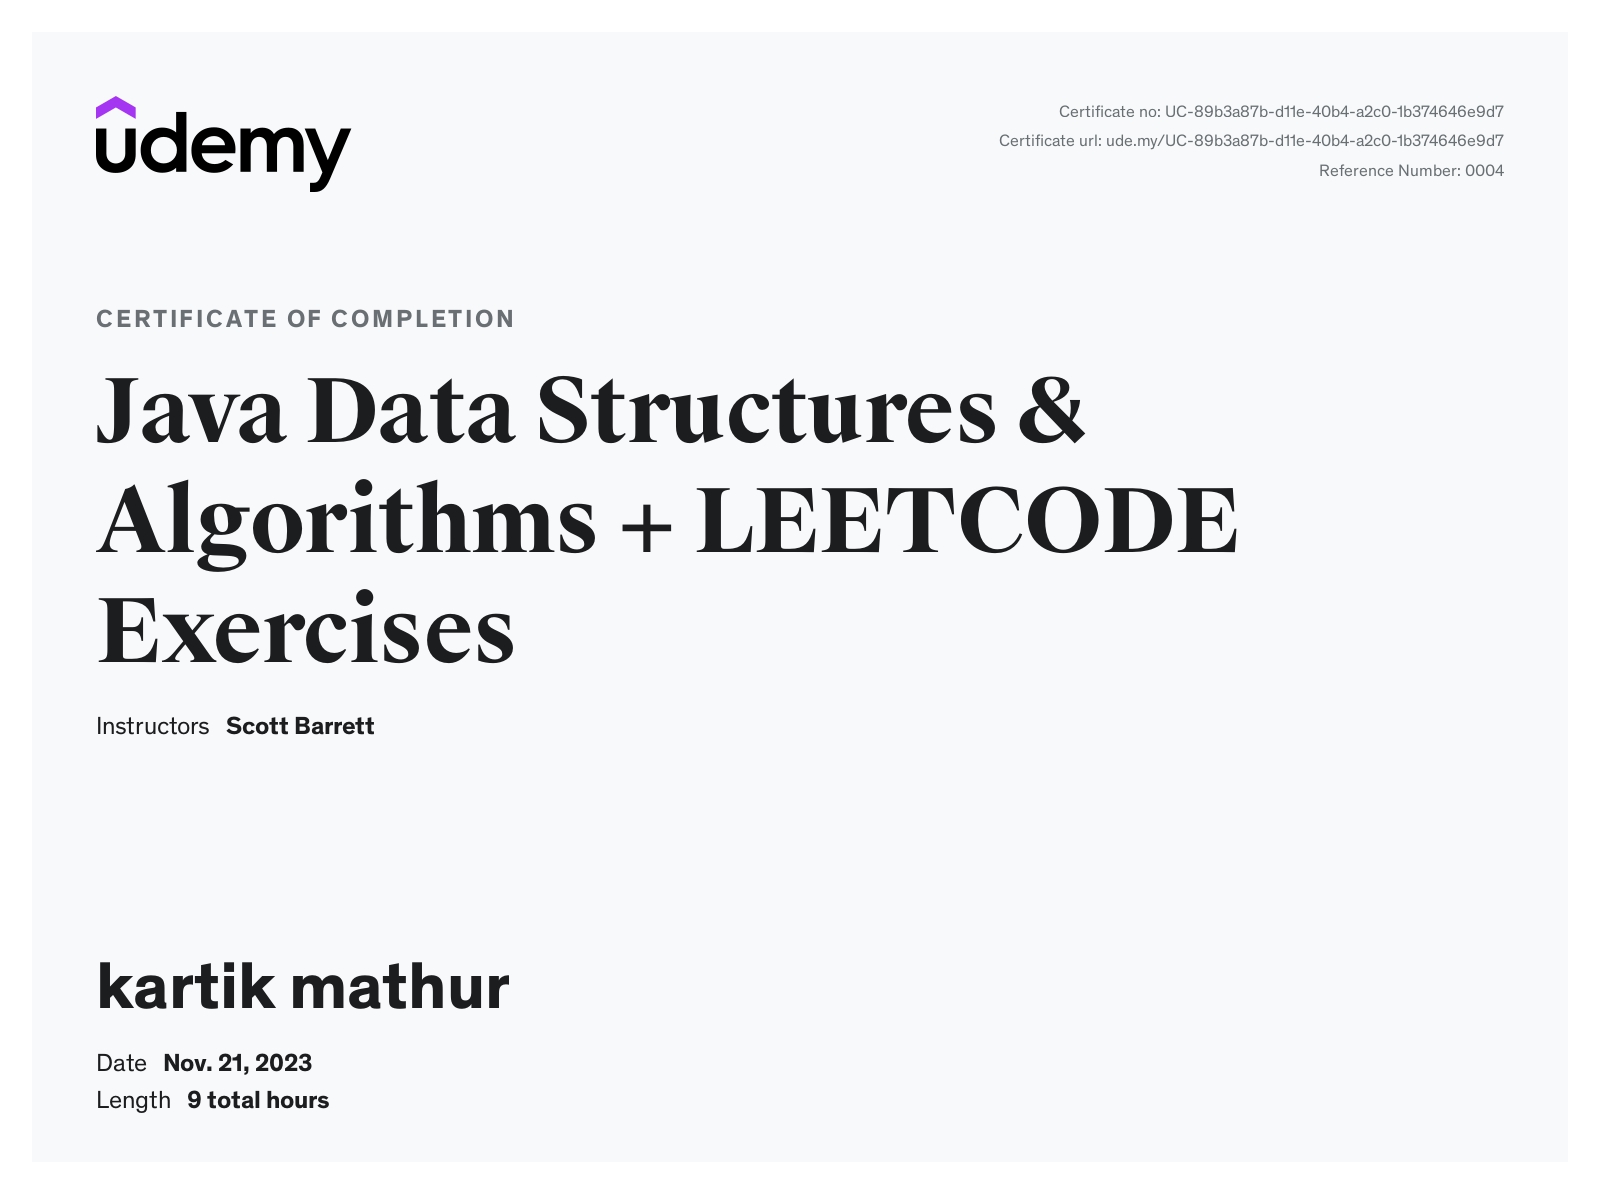 udemy
Certificate no: UC-89b3a87b-d11e-40b4-a2c0-1b374646e9d7
Certificate url: ude.my/UC-89b3a87b-d11e-40b4-a2c0-1b374646e9d7
Reference Number: 0004
CERTIFICATE OF COMPLETION
Java Data Structures &
Algorithms + LEETCODE
Exercises
Instructors Scott Barrett
kartik mathur
Date Nov. 21, 2023
Length 9 total hours